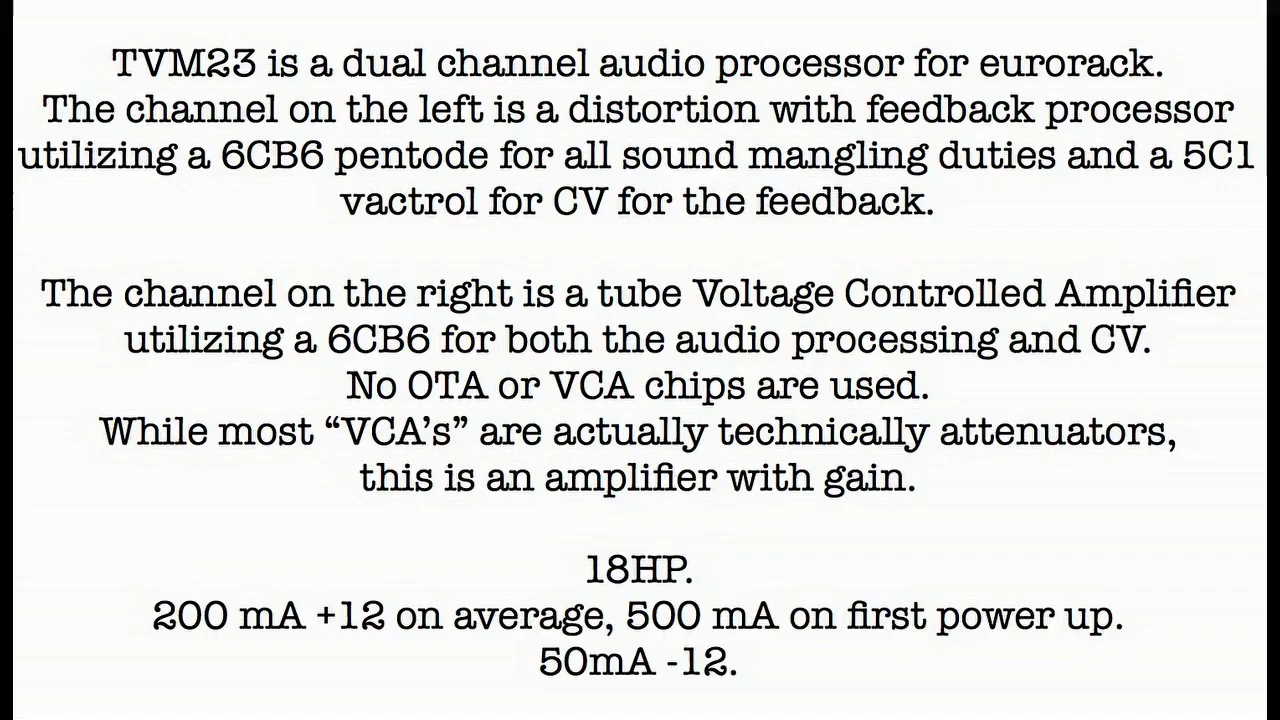 TVM23 is a dual channel audio processor for eurorack.
The channel on the left is a distortion with feedback processor
utilizing a 6CB6 pentode for all sound mangling duties and a 5C1
vactrol for CV for the feedback.
The channel on the right is a tube Voltage Controlled Amplifier
utilizing a 6CB6 for both the audio processing and CV.
No OTA or VCA chips are used.
While most “VCA’s” are actually technically attenuators,
this is an amplifier with gain.
18HP.
200 mA +12 on average, 500 mA on first power up.
50mA -12.